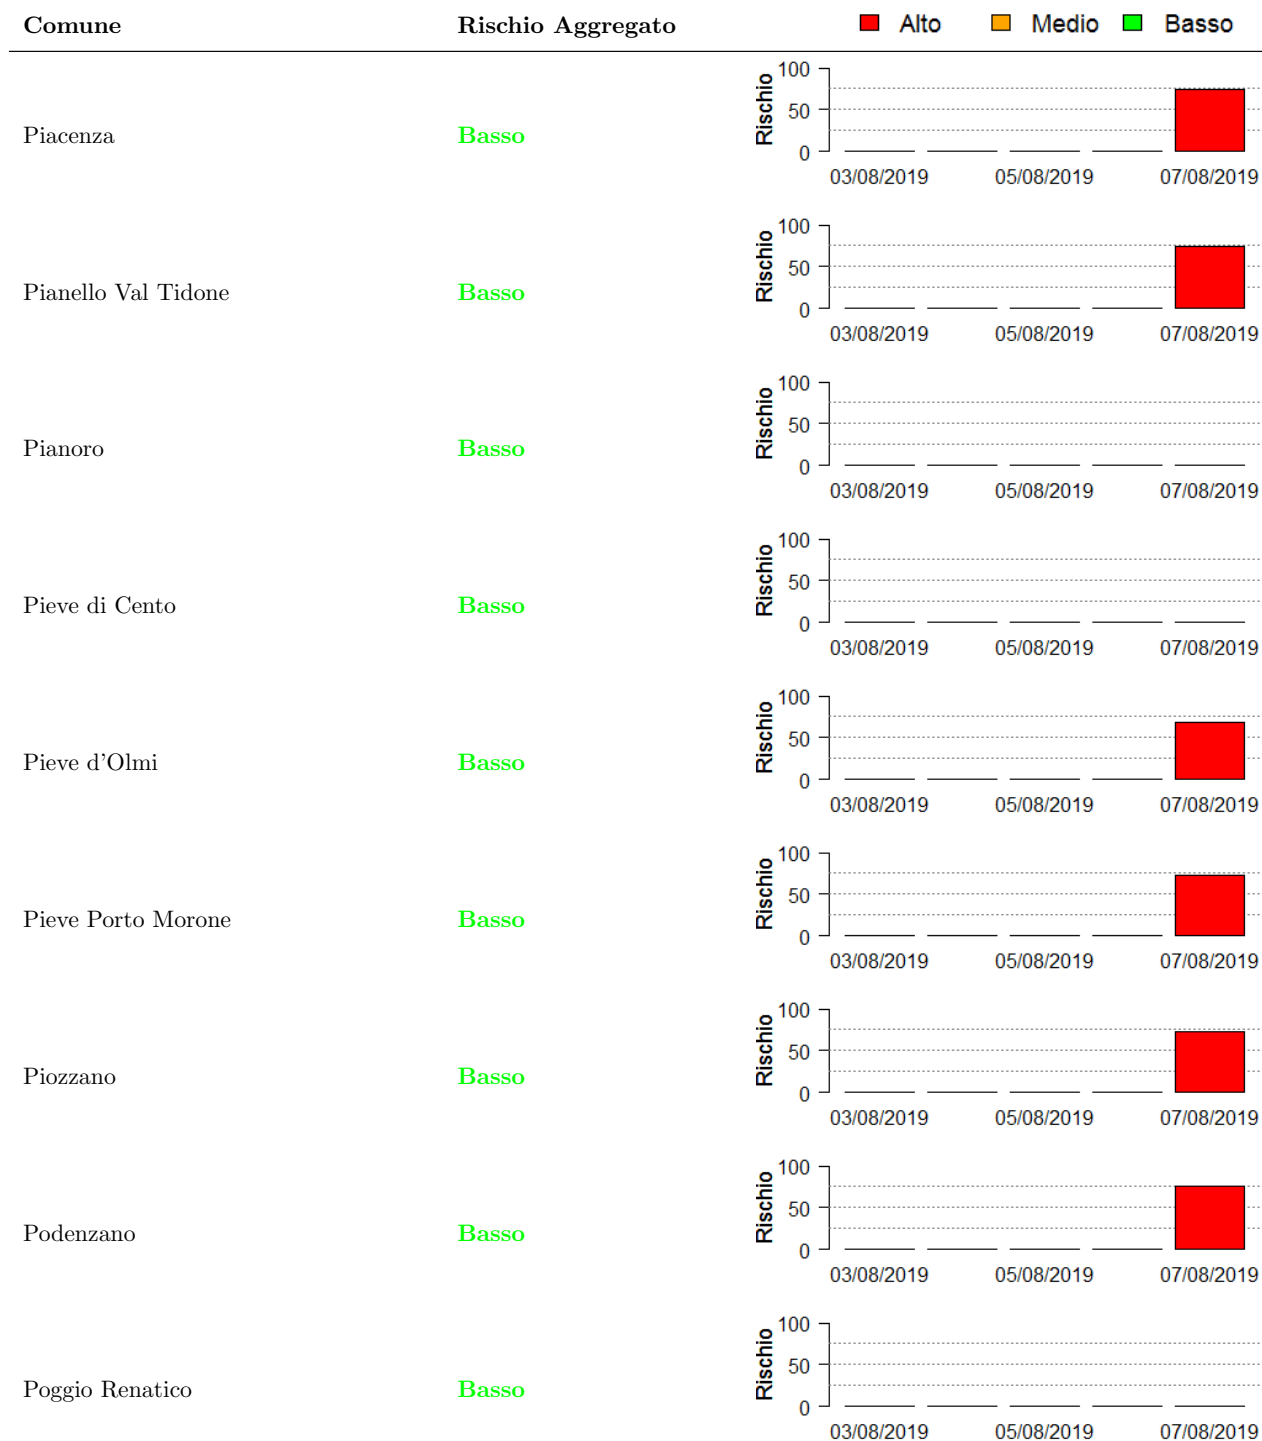 Comune Rischio Aggregato Alto Medio Basso
100
Rischio
50
Piacenza Basso
0
03/08/2019 05/08/2019 07/08/2019
100
Rischio
50
Pianello Val Tidone Basso
0
03/08/2019 05/08/2019 07/08/2019
100
Rischio
50
Pianoro Basso
0
03/08/2019 05/08/2019 07/08/2019
100
Rischio
50
Pieve di Cento Basso
0
03/08/2019 05/08/2019 07/08/2019
100
Rischio
50
Pieve d'Olmi Basso
0
03/08/2019 05/08/2019 07/08/2019
100
Rischio
50
Pieve Porto Morone Basso
0
03/08/2019 05/08/2019 07/08/2019
100
Rischio
50
Piozzano Basso
0
03/08/2019 05/08/2019 07/08/2019
100
Rischio
50
Podenzano Basso
0
03/08/2019 05/08/2019 07/08/2019
100
Rischio
50
Poggio Renatico Basso
0
03/08/2019 05/08/2019 07/08/2019